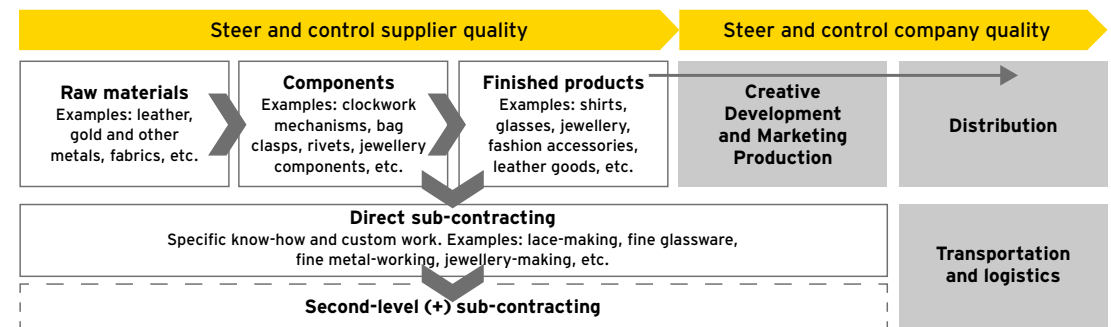 Steer and control supplier quality
Steer and control company quality
Raw materials
Examples: leather,
gold and other
metals, fabrics, etc.
Components
Examples: clockwork
mechanisms, bag
clasps, rivets, jewellery
components, etc.
Finished products
Examples: shirts,
glasses, jewellery,
fashion accessories,
leather goods, etc.
Creative
Development
and Marketing
Production
Distribution
Direct sub-contracting
Specific know-how and custom work. Examples: lace-making, fine glassware,
fine metal-working, jewellery-making, etc.
Transportation
and logistics
Second-level (+) sub-contracting